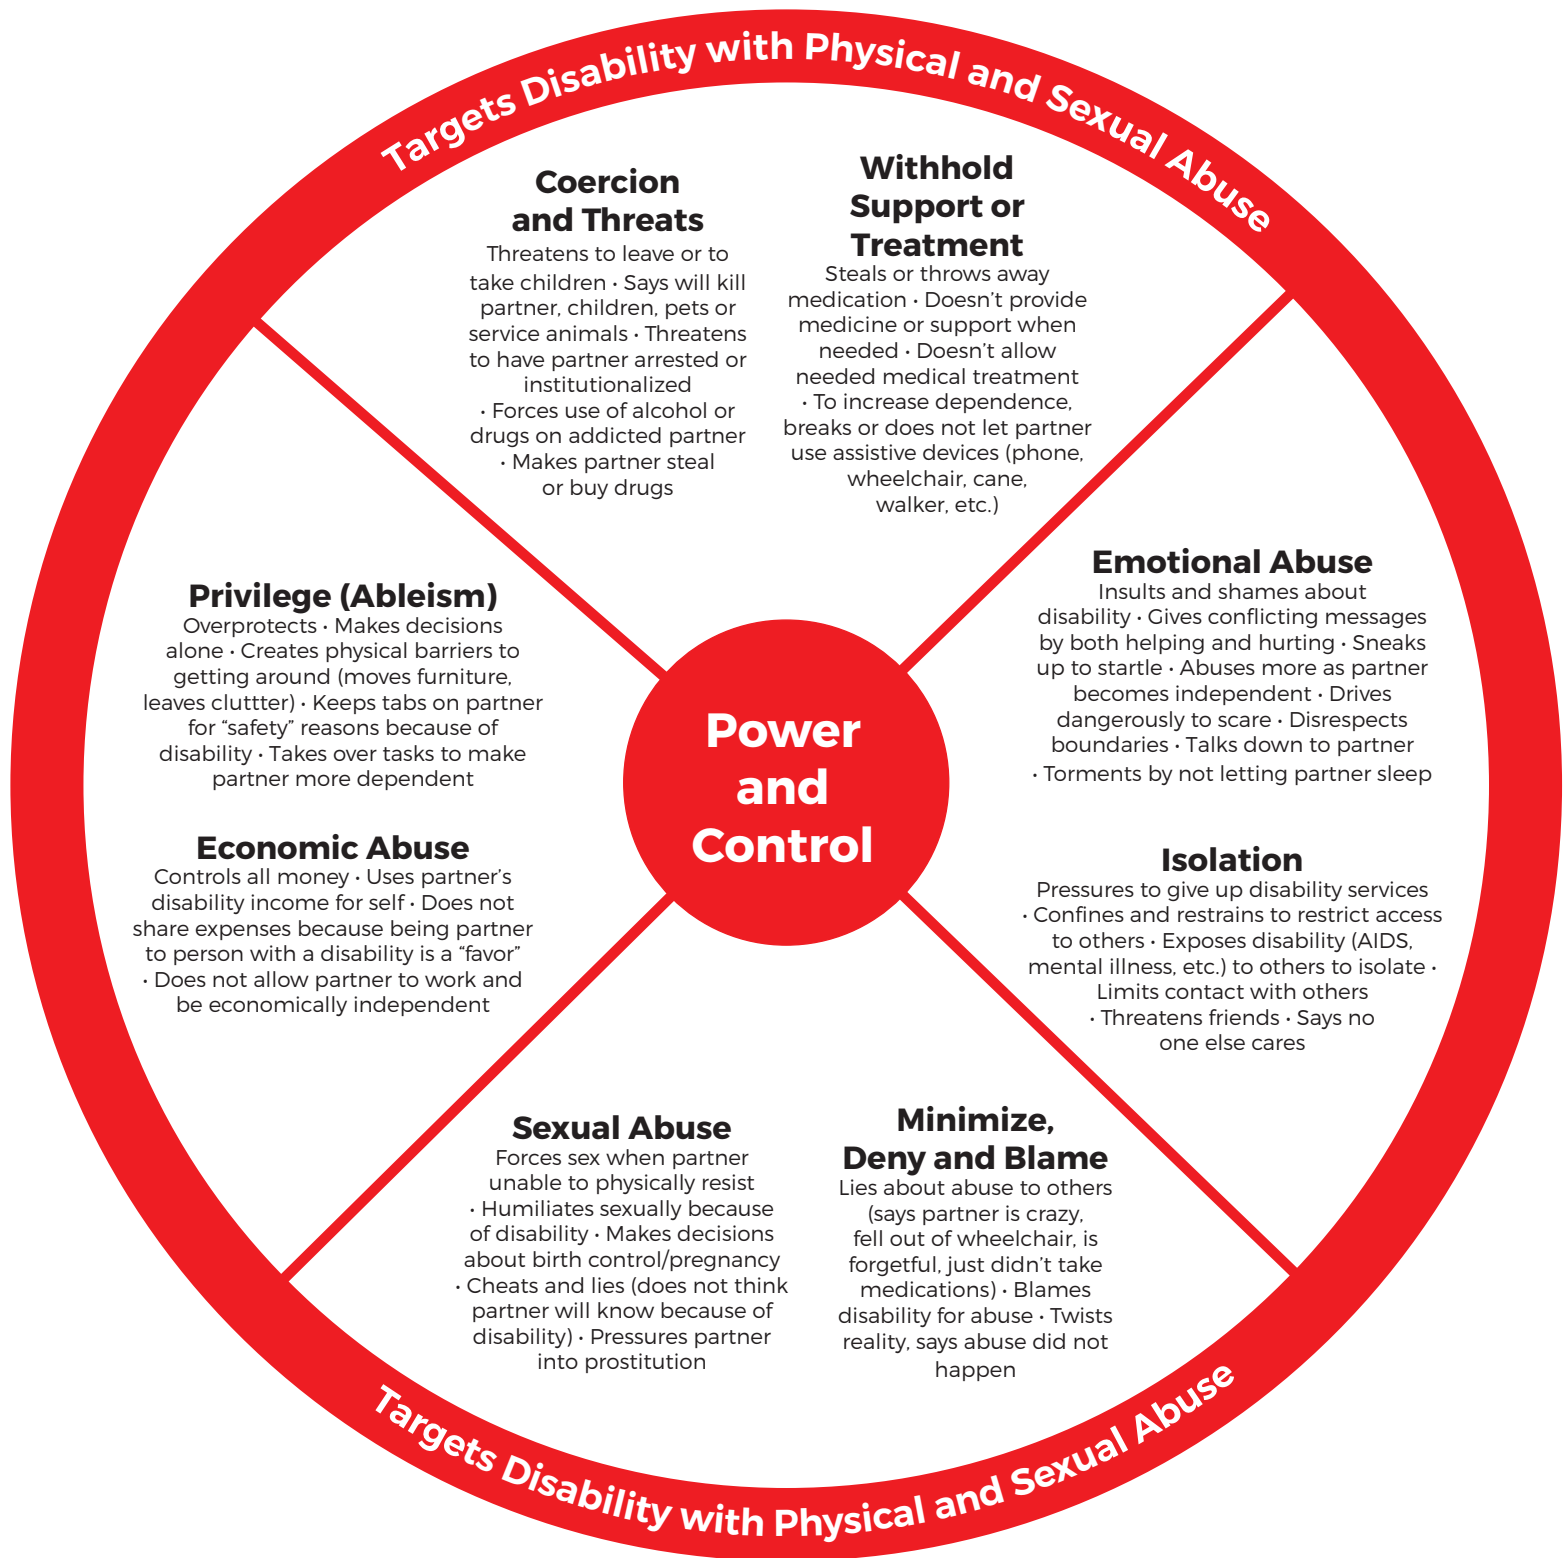 Targets Disability with Physical and Sexual Abuse
Coercion
and Threats
Threatens to leave or to
take children • Says will kill
partner, children, pets or
service animals • Threatens
to have partner arrested or
institutionalized
• Forces use of alcohol or
drugs on addicted partner
• Makes partner steal
or buy drugs
Withhold
Support or
Treatment
Steals or throws away
medication • Doesn’t provide
medicine or support when
needed • Doesn’t allow
needed medical treatment
• To increase dependence,
breaks or does not let partner
use assistive devices (phone,
wheelchair, cane,
walker, etc.)
Privilege (Ableism)
Overprotects • Makes decisions
alone • Creates physical barriers to
getting around (moves furniture,
leaves cluttter) • Keeps tabs on partner
for “safety” reasons because of
disability • Takes over tasks to make
partner more dependent
Emotional Abuse
Insults and shames about
disability • Gives conflicting messages
by both helping and hurting • Sneaks
up to startle • Abuses more as partner
becomes independent • Drives
dangerously to scare • Disrespects
boundaries • Talks down to partner
• Torments by not letting partner sleep
Power
and
Control
Economic Abuse
Controls all money • Uses partner’s
disability income for self • Does not
share expenses because being partner
to person with a disability is a “favor”
• Does not allow partner to work and
be economically independent
Isolation
Pressures to give up disability services
• Confines and restrains to restrict access
to others • Exposes disability (AIDS,
mental illness, etc.) to others to isolate •
Limits contact with others
• Threatens friends • Says no
one else cares
Sexual Abuse
Forces sex when partner
unable to physically resist
• Humiliates sexually because
of disability • Makes decisions
about birth control/pregnancy
• Cheats and lies (does not think
partner will know because of
disability) • Pressures partner
into prostitution
Minimize,
Deny and Blame
Lies about abuse to others
(says partner is crazy,
fell out of wheelchair, is
forgetful, just didn’t take
medications) • Blames
disability for abuse • Twists
reality, says abuse did not
happen
Targets Disability with Physical and Sexual Abuse